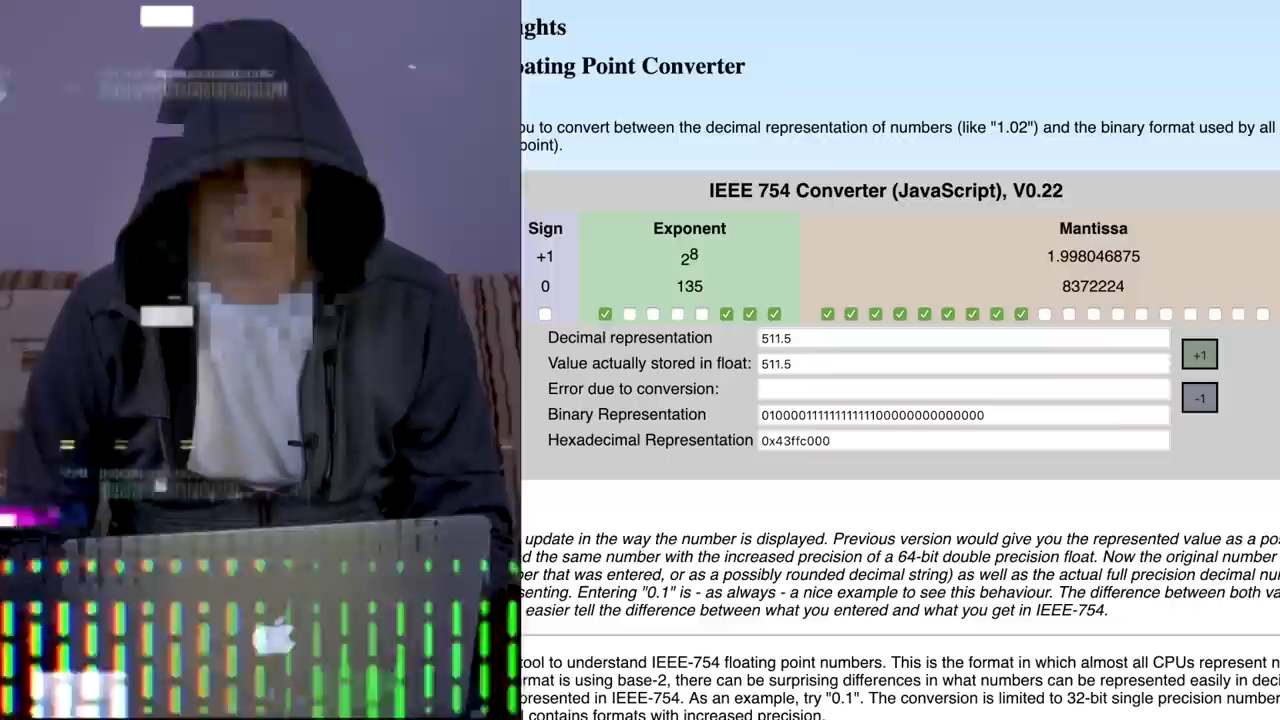 ughts
oating Point Converter
ou to convert between the decimal representation of numbers (like "1.02") and the binary format used by all
point).
IEEE 754 Converter (JavaScript), V0.22
Sign Exponent Mantissa
+1 2⁸ 1.998046875
0 135 8372224
Decimal representation 511.5
Value actually stored in float: 511.5 +1
Error due to conversion:
-1
Binary Representation 01000011111111111100000000000000
Hexadecimal Representation 0x43ffc000
update in the way the number is displayed. Previous version would give you the represented value as a pos
d the same number with the increased precision of a 64-bit double precision float. Now the original number
er that was entered, or as a possibly rounded decimal string) as well as the actual full precision decimal nu
senting. Entering "0.1" is - as always - a nice example to see this behaviour. The difference between both va
easier tell the difference between what you entered and what you get in IEEE-754.
tool to understand IEEE-754 floating point numbers. This is the format in which almost all CPUs represent n
rmat is using base-2, there can be surprising differences in what numbers can be represented easily in deci
presented in IEEE-754. As an example, try "0.1". The conversion is limited to 32-bit single precision number
contains formats with increased precision.